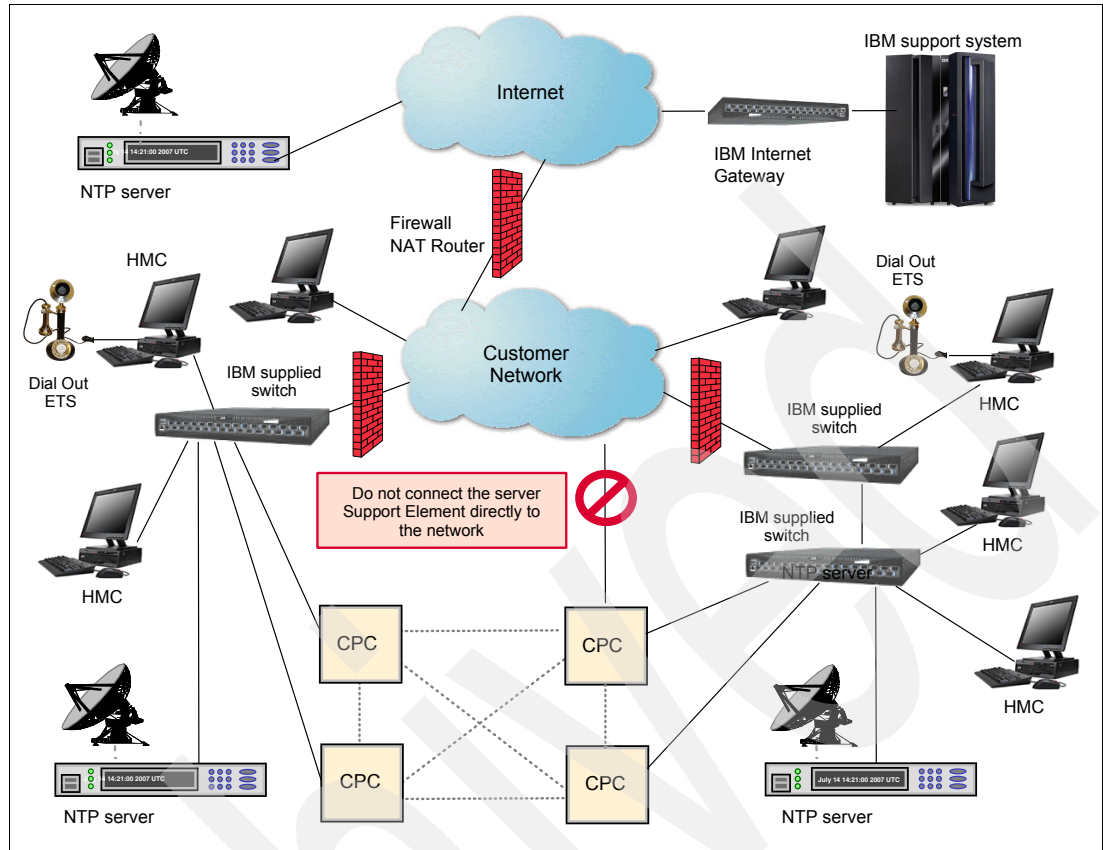 IBM support system
Internet
14 14:21:00 2007 UTC
NTP server
IBM Internet
Gateway
Firewall
NAT Router
HMC
Dial Out
ETS
Dial Out
ETS
Customer
Network
IBM supplied
switch
HMC
IBM supplied
switch
Do not connect the server
Support Element directly to
the network
IBM supplied
switch
HMC
NTP server
HMC
CPC
CPC
HMC
CPC
CPC
14 14:21:00 2007 UTC
NTP server
July 14 14:21:00 2007 UTC
NTP server